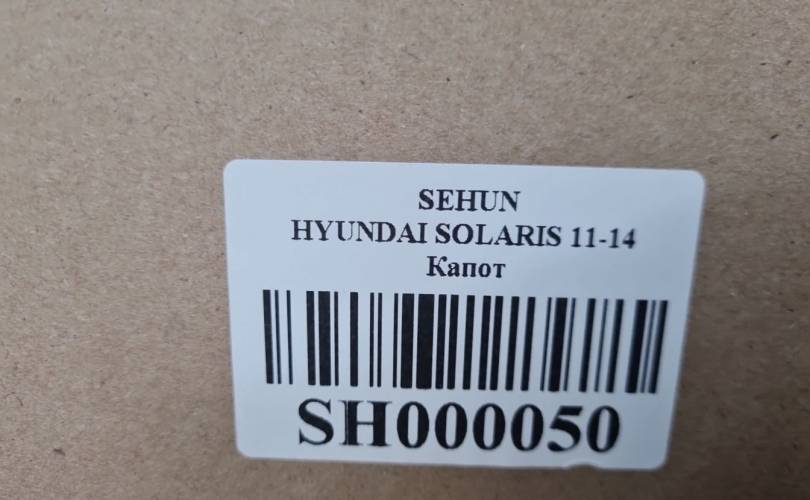 SEHUN
HYUNDAI SOLARIS 11-14
Капот
SH000050